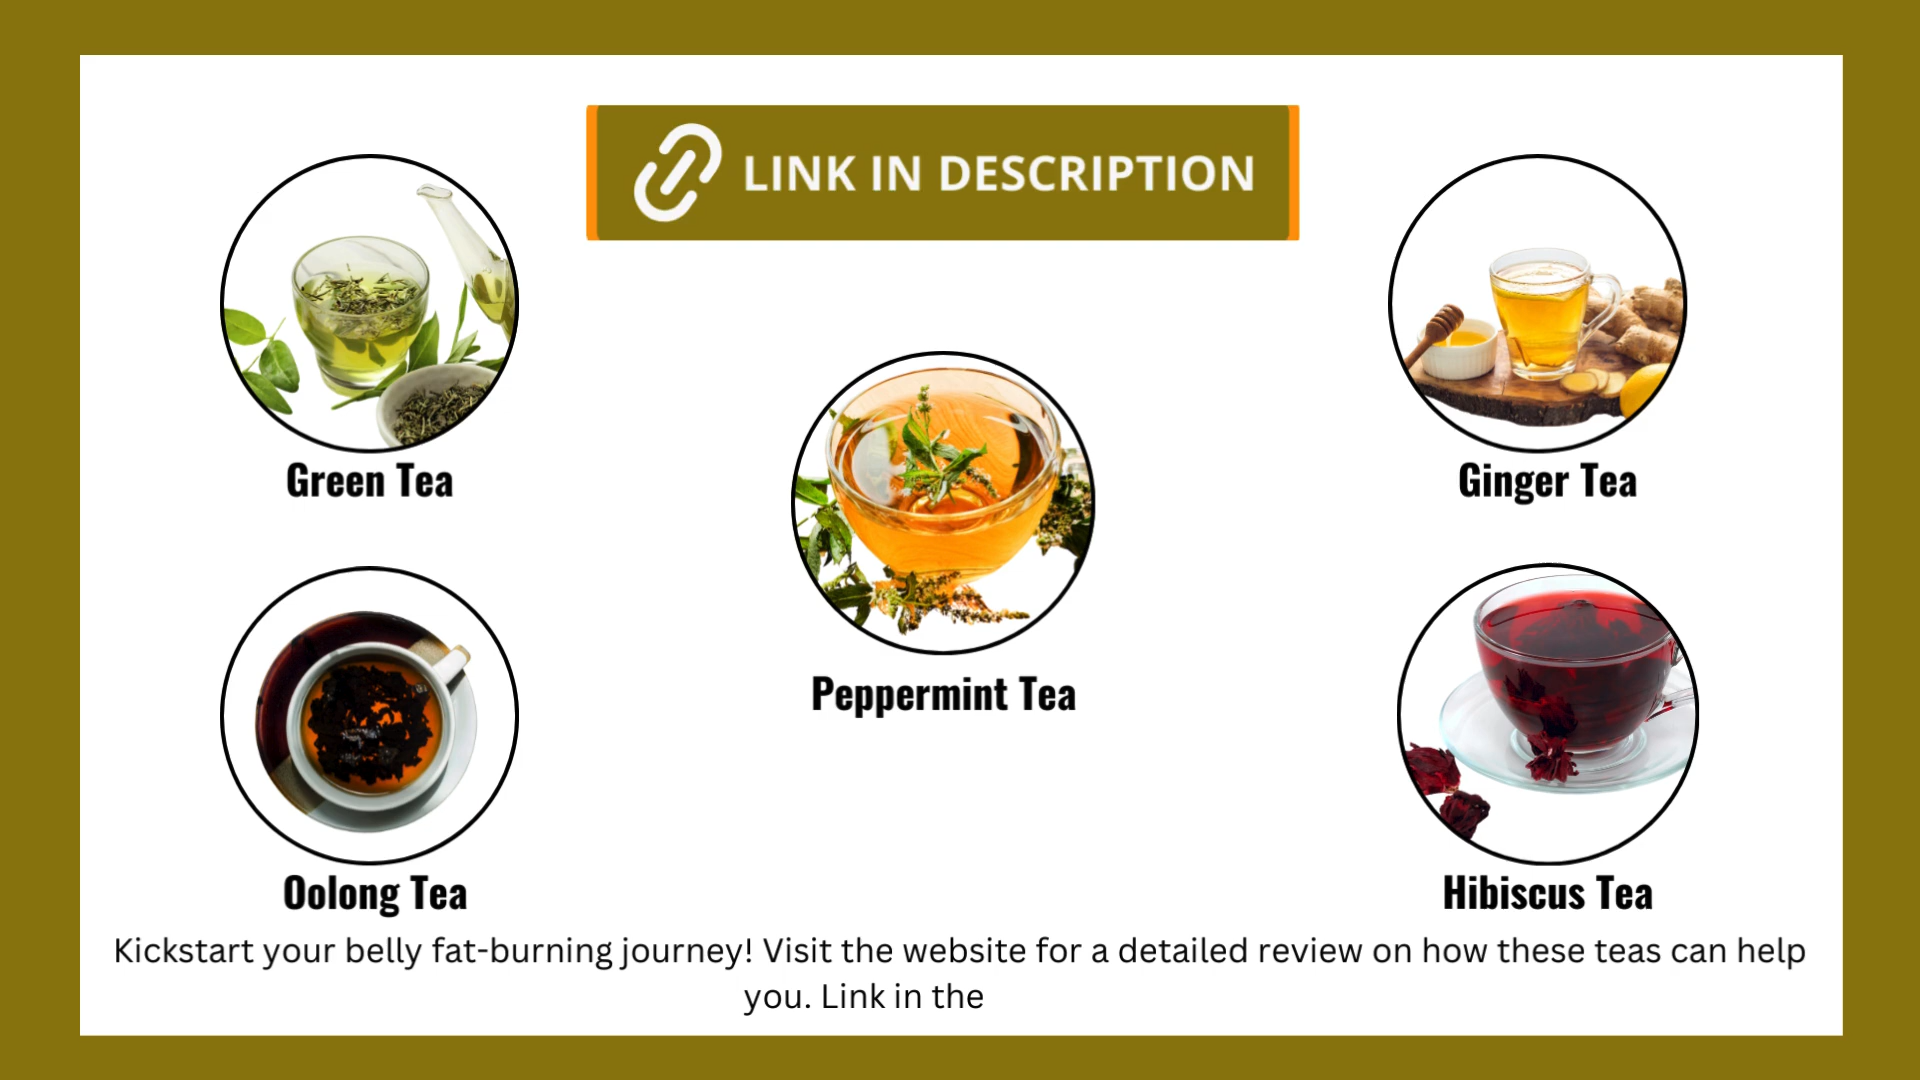 LINK IN DESCRIPTION
Green Tea
Ginger Tea
Peppermint Tea
Oolong Tea
Hibiscus Tea
Kickstart your belly fat-burning journey! Visit the website for a detailed review on how these teas can help
you. Link in the